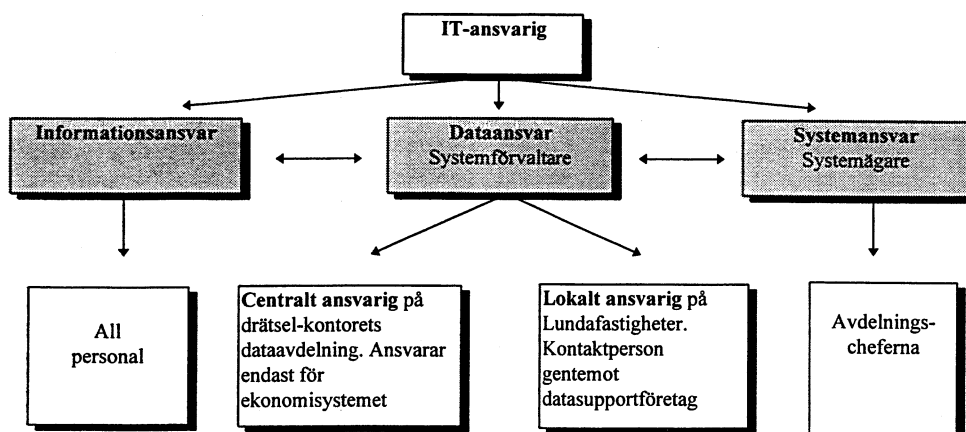 IT-ansvarig
Informationsansvar
Dataansvar
Systemförvaltare
Systemansvar
Systemägare
All
personal
Centralt ansvarig på
drätsel-kontorets
dataavdelning. Ansvarar
endast för
ekonomisystemet
Lokalt ansvarig på
Lundafastigheter.
Kontaktperson
gentemot
datasupportföretag
Avdelnings-
cheferna